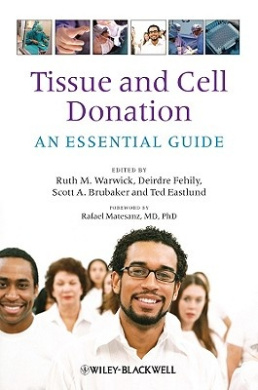 Tissue and Cell
Donation
AN ESSENTIAL GUIDE
EDITED BY
Ruth M. Warwick, Deirdre Fehily,
Scott A. Brubaker and Ted Eastlund
FOREWORD BY
Rafael Matesanz, MD, PhD
WILEY-BLACKWELL